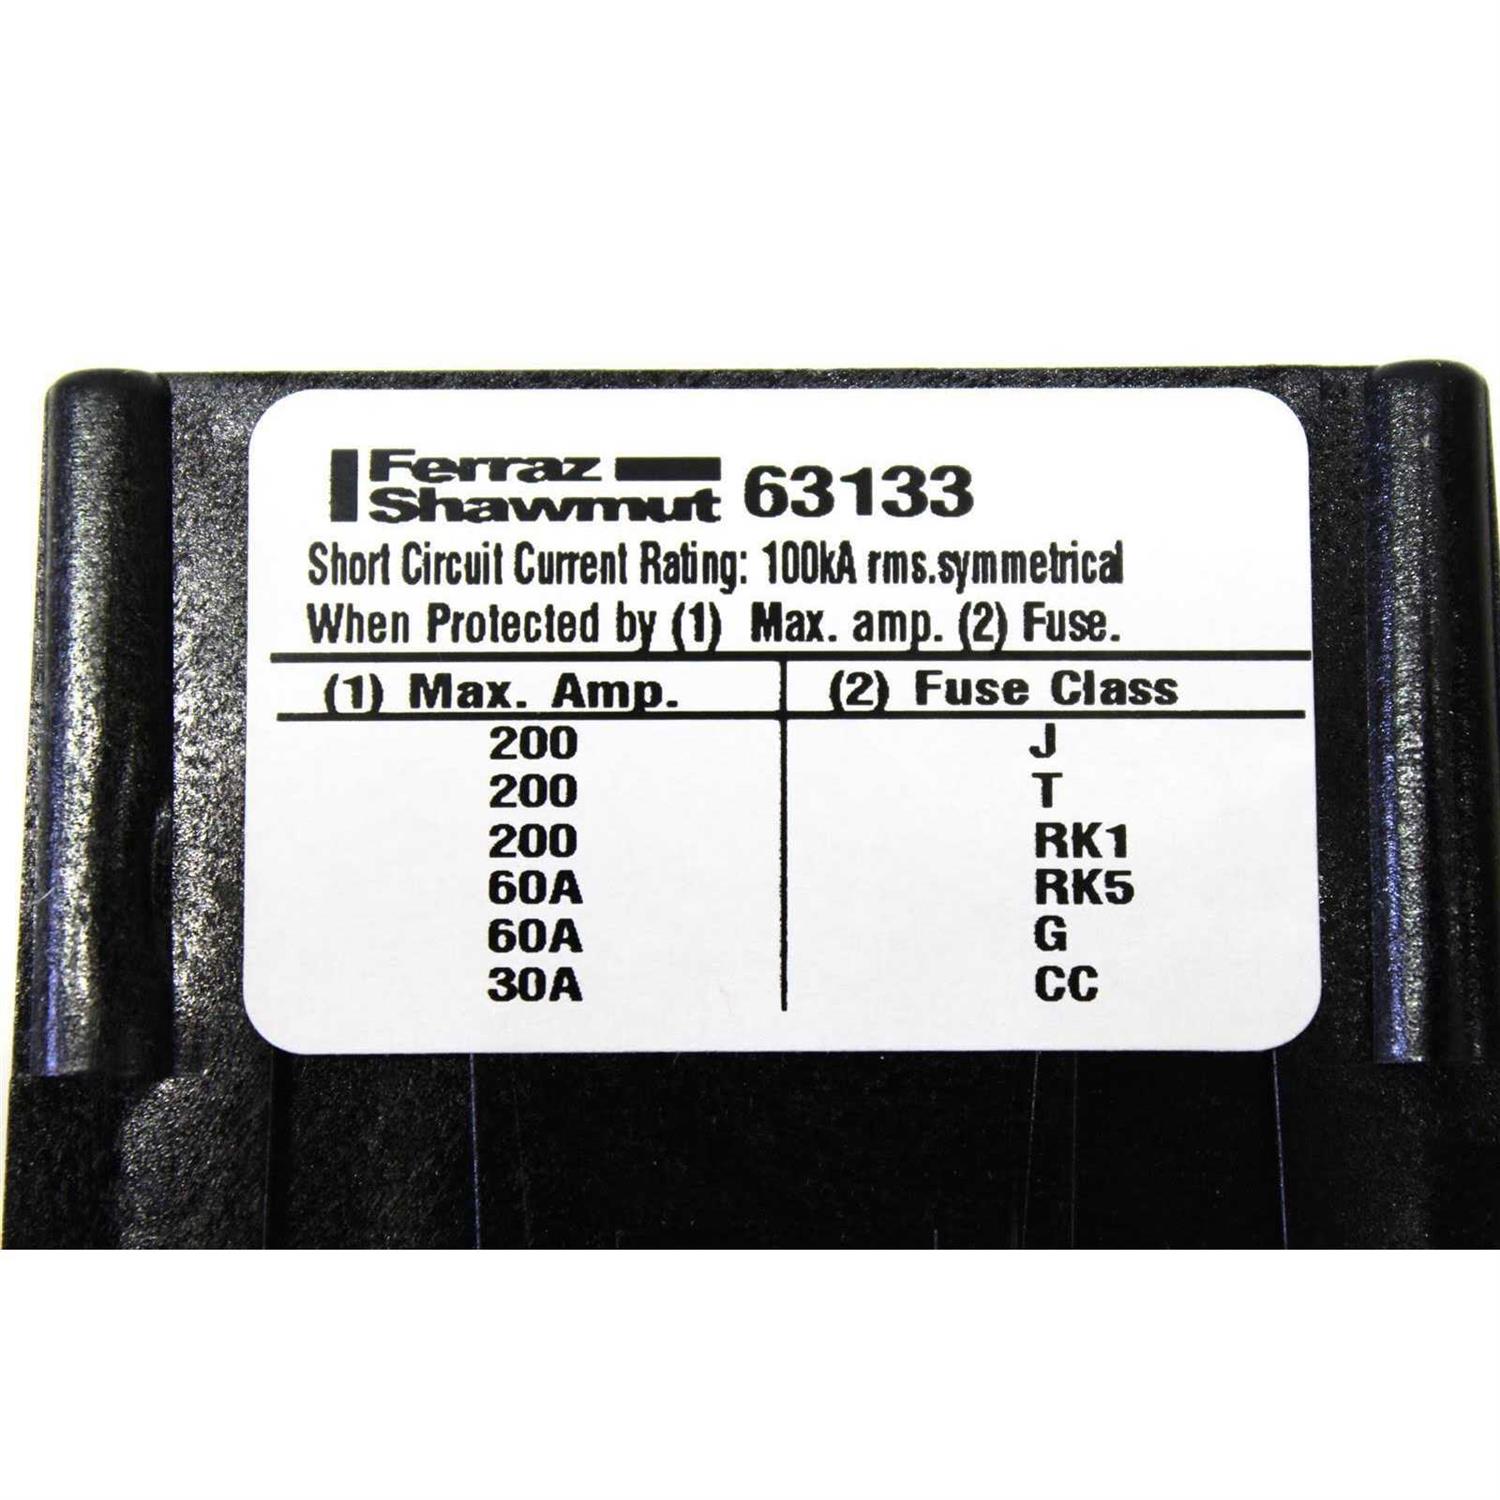 Ferraz
Shawmut 63133
Short Circuit Current Rating: 100kA rms.symmetrical
When Protected by (1) Max. amp. (2) Fuse.
(1) Max. Amp. (2) Fuse Class
200 J
200 T
200 RK1
60A RK5
60A G
30A CC